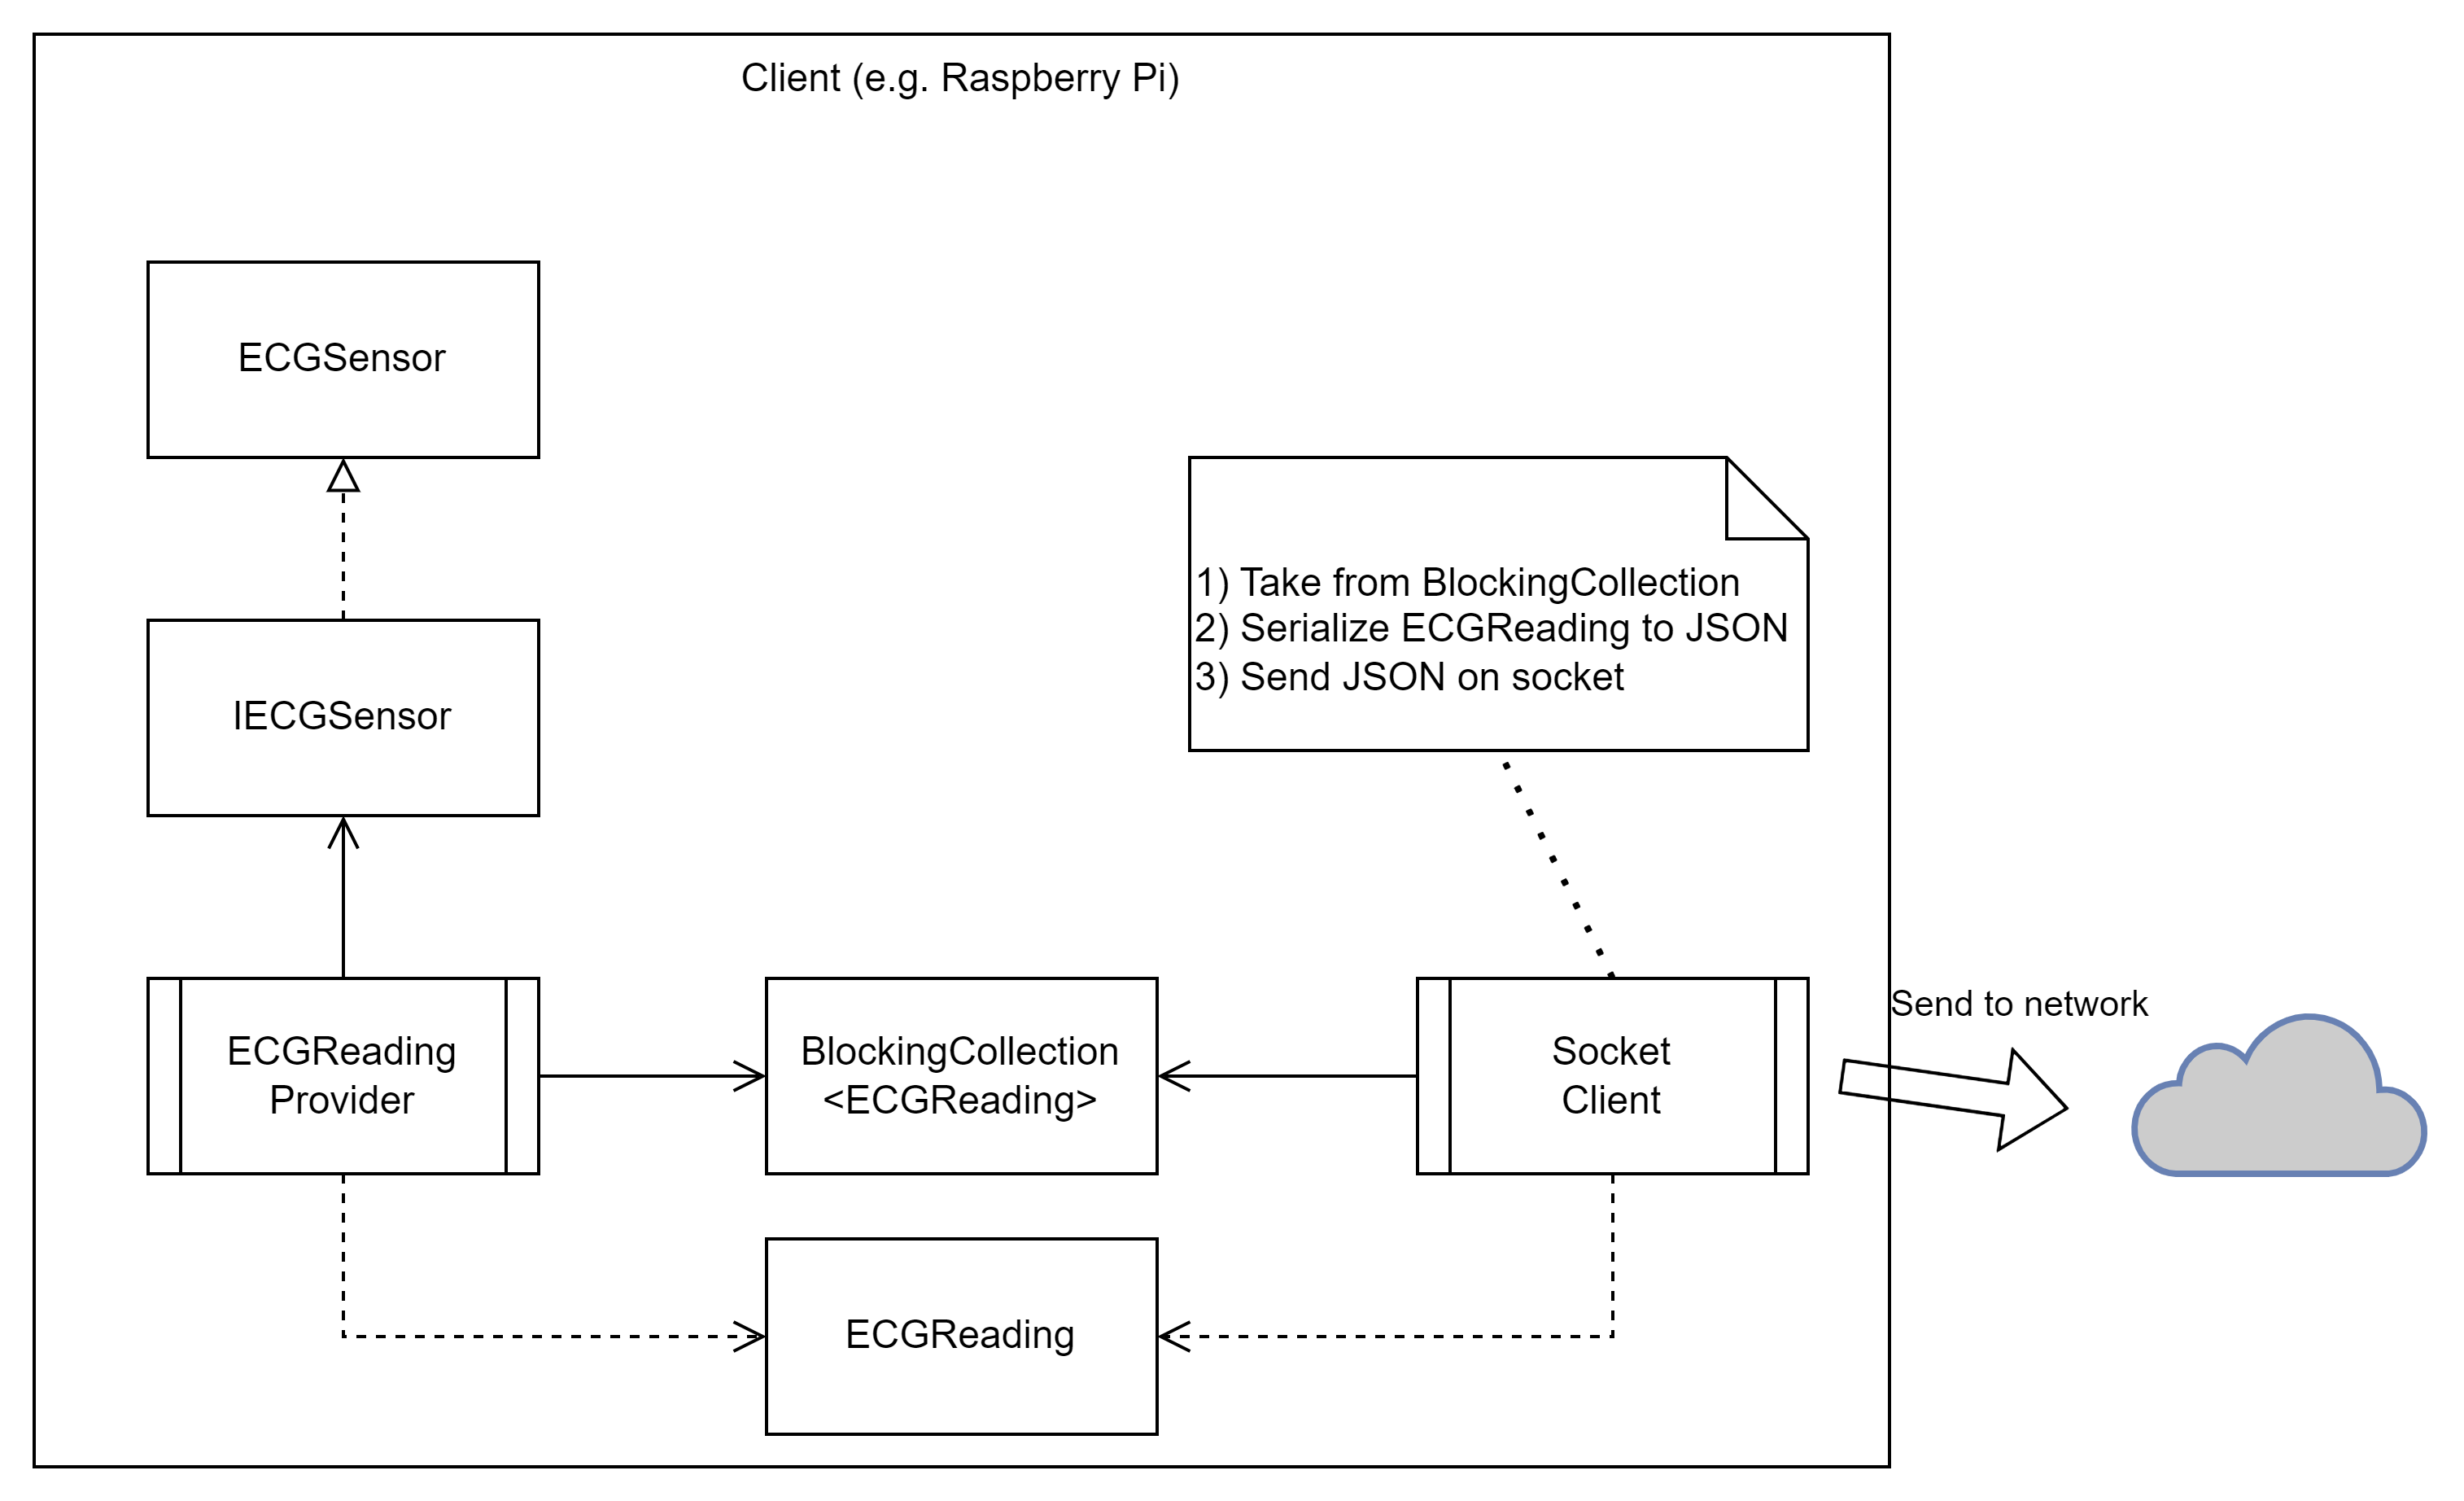 Client (e.g. Raspberry Pi)
ECGSensor
IECGSensor
1) Take from BlockingCollection
2) Serialize ECGReading to JSON
3) Send JSON on socket
ECGReading
Provider
BlockingCollection
<ECGReading>
Socket
Client
Send to network
ECGReading